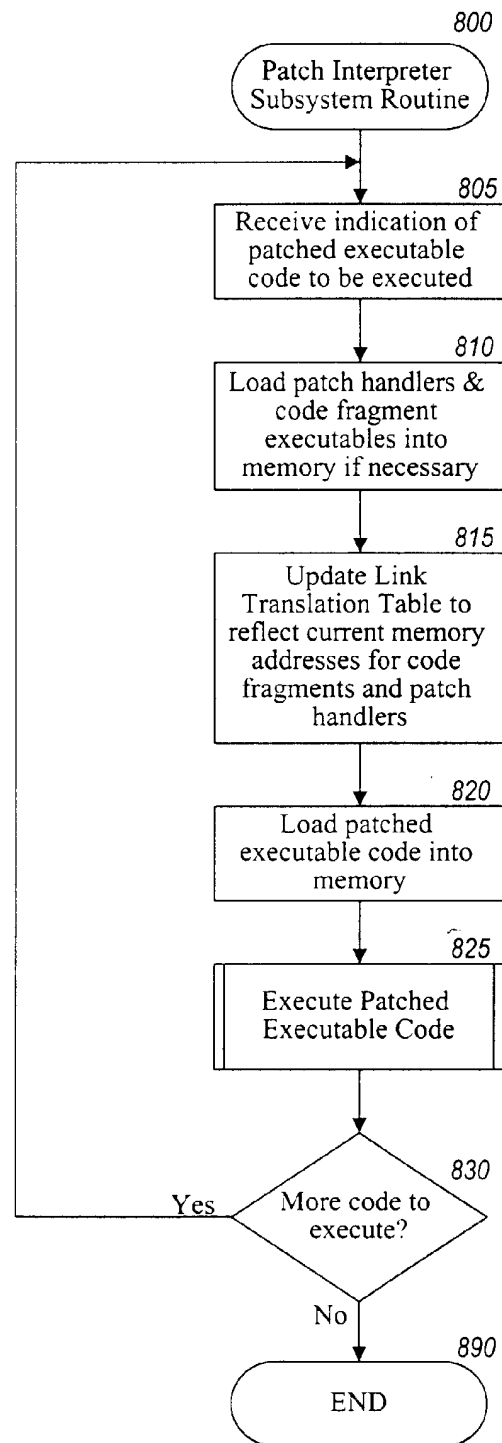 800
Patch Interpreter
Subsystem Routine
805
Receive indication of
patched executable
code to be executed
810
Load patch handlers &
code fragment
executables into
memory if necessary
815
Update Link
Translation Table to
reflect current memory
addresses for code
fragments and patch
handlers
820
Load patched
executable code into
memory
825
Execute Patched
Executable Code
830
Yes
More code to
execute?
No
890
END